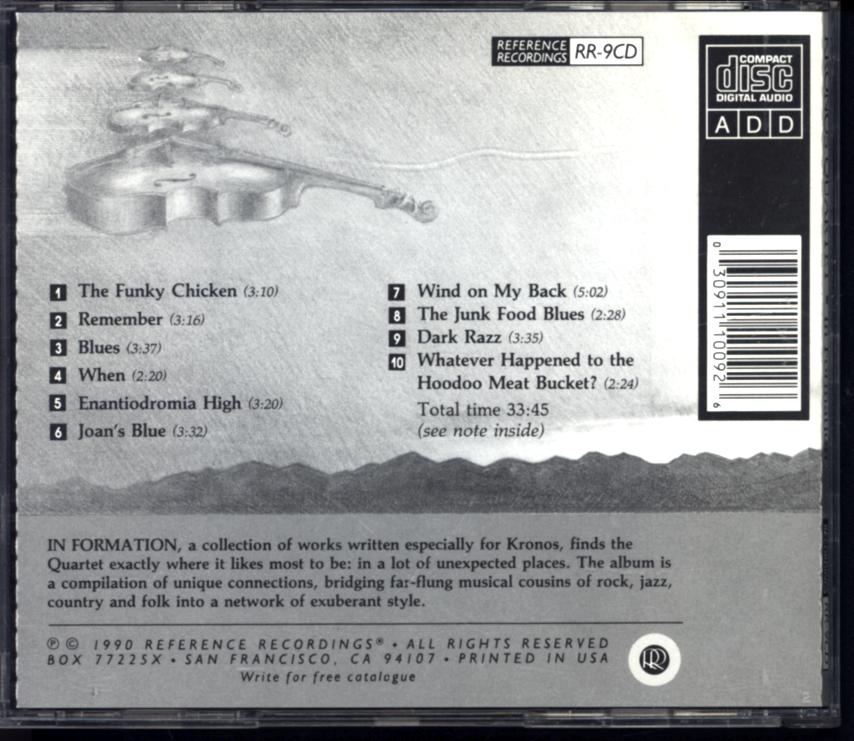 REFERENCE
RECORDINGS RR-9CD
COMPACT
disc
DIGITAL AUDIO
A D D
0 30911 10092 6
1 The Funky Chicken (3:10)
2 Remember (3:16)
3 Blues (3:37)
4 When (2:20)
5 Enantiodromia High (3:20)
6 Joan's Blue (3:32)
7 Wind on My Back (5:02)
8 The Junk Food Blues (2:28)
9 Dark Razz (3:35)
10 Whatever Happened to the
Hoodoo Meat Bucket? (2:24)
Total time 33:45
(see note inside)
IN FORMATION, a collection of works written especially for Kronos, finds the
Quartet exactly where it likes most to be: in a lot of unexpected places. The album is
a compilation of unique connections, bridging far-flung musical cousins of rock, jazz,
country and folk into a network of exuberant style.
℗ © 1990 REFERENCE RECORDINGS® • ALL RIGHTS RESERVED
BOX 77225X • SAN FRANCISCO, CA 94107 • PRINTED IN USA
Write for free catalogue
RR